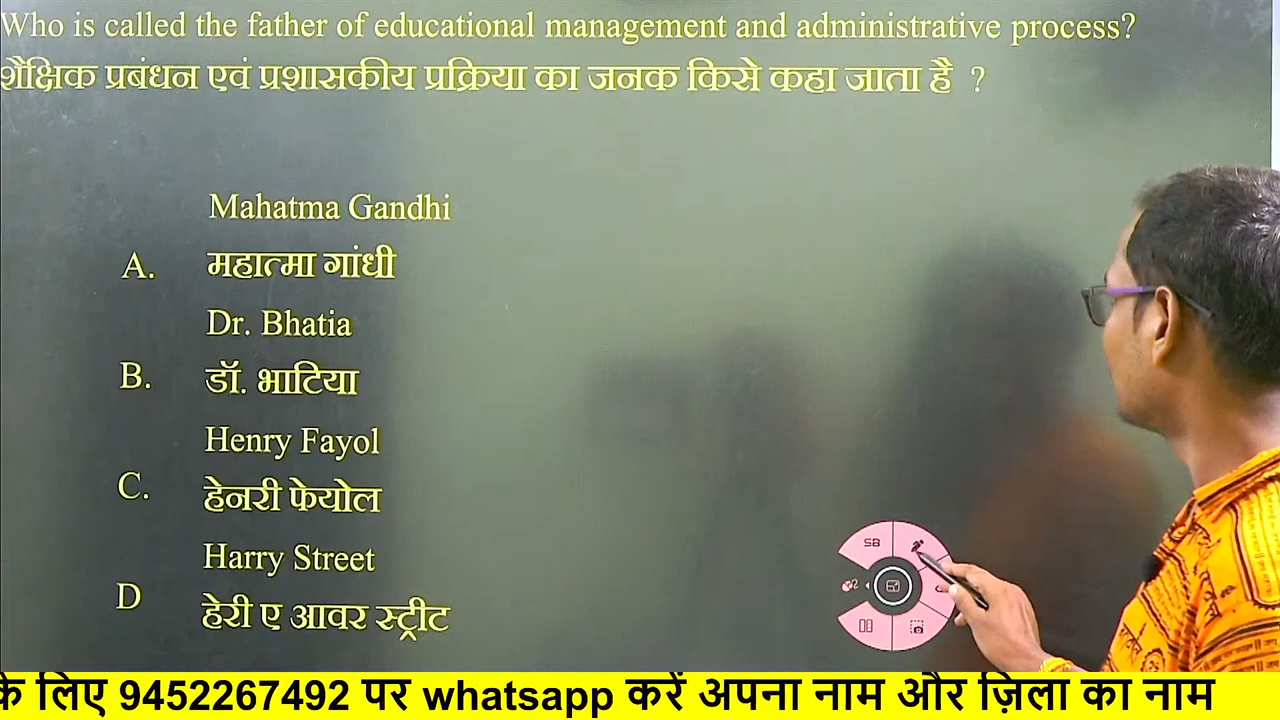 Who is called the father of educational management and administrative process?
शैक्षिक प्रबंधन एवं प्रशासकीय प्रक्रिया का जनक किसे कहा जाता है ?
Mahatma Gandhi
A. महात्मा गांधी
Dr. Bhatia
B. डॉ. भाटिया
Henry Fayol
C. हेनरी फेयोल
Harry Street
D हेरी ए आवर स्ट्रीट
SB
के लिए 9452267492 पर whatsapp करें अपना नाम और ज़िला का नाम